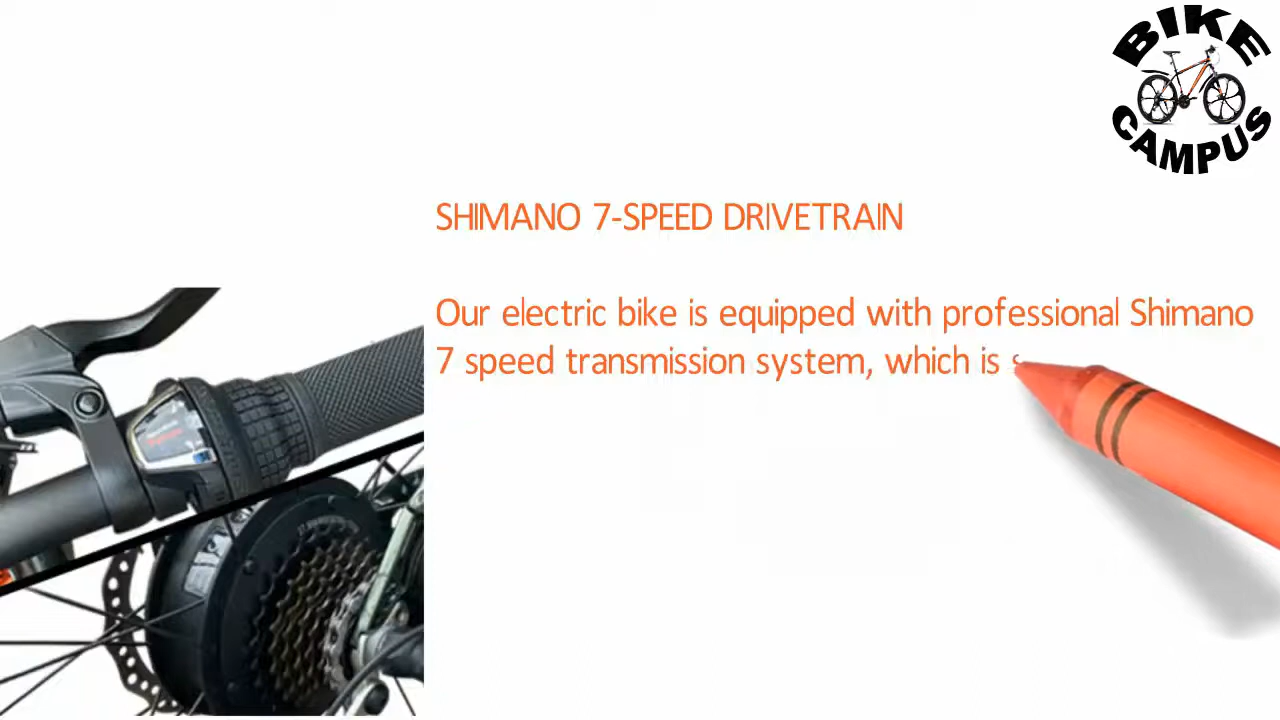 BIKE
CAMPUS
SHIMANO 7-SPEED DRIVETRAIN
Our electric bike is equipped with professional Shimano
7 speed transmission system, which is